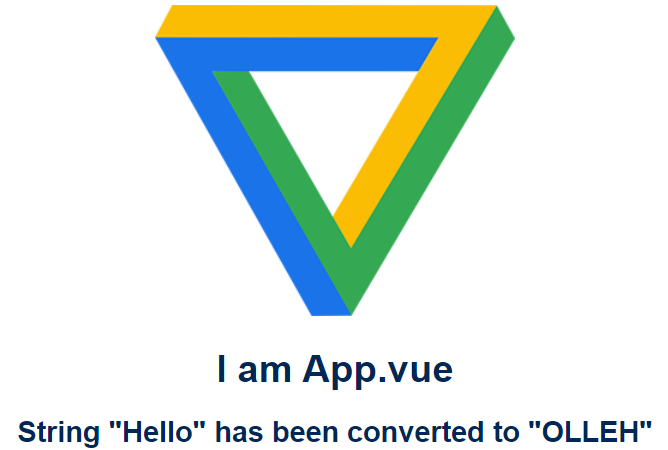 I am App.vue
String "Hello" has been converted to "OLLEH"